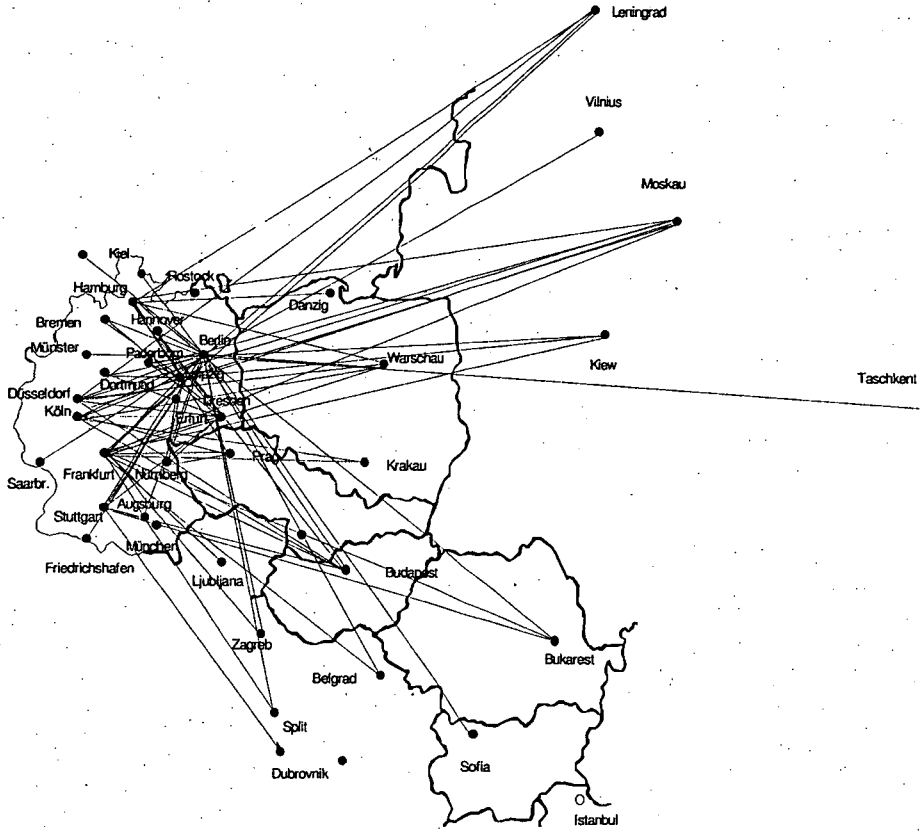 Leningrad
Vilnius
Moskau
Kiel
Rostock
Hamburg
Danzig
Bremen
Hannover
Berlin
Münster
Paderborn
Warschau
Kiew
Taschkent
Düsseldorf
Dortmund
Dresden
Köln
Erfurt
Prag
Krakau
Frankfurt
Nürnberg
Saarbr.
Stuttgart
Augsburg
München
Friedrichshafen
Ljubljana
Budapest
Zagreb
Belgrad
Bukarest
Split
Dubrovnik
Sofia
Istanbul